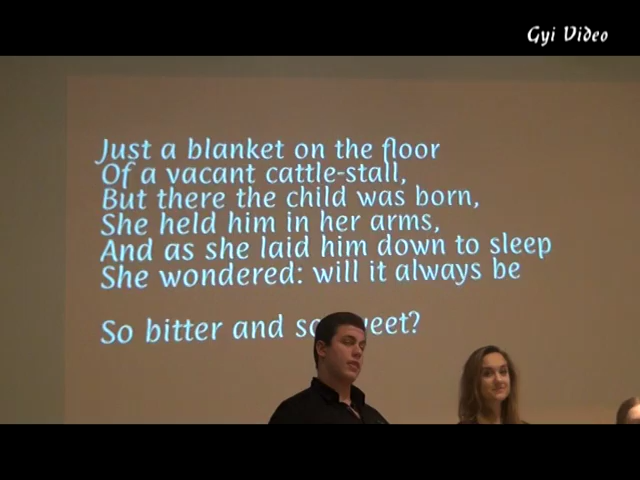 Gyi Video
Just a blanket on the floor
Of a vacant cattle-stall,
But there the child was born,
She held him in her arms,
And as she laid him down to sleep
She wondered: will it always be
So bitter and so weet?